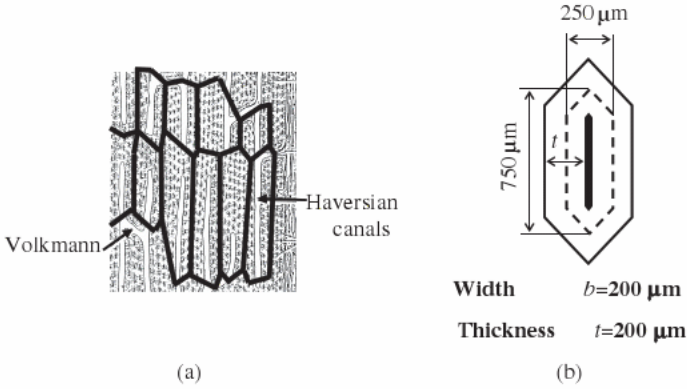 250 μm
750 μm
t
Haversian
canals
Volkmann
Width b=200 μm
Thickness t=200 μm
(a)
(b)